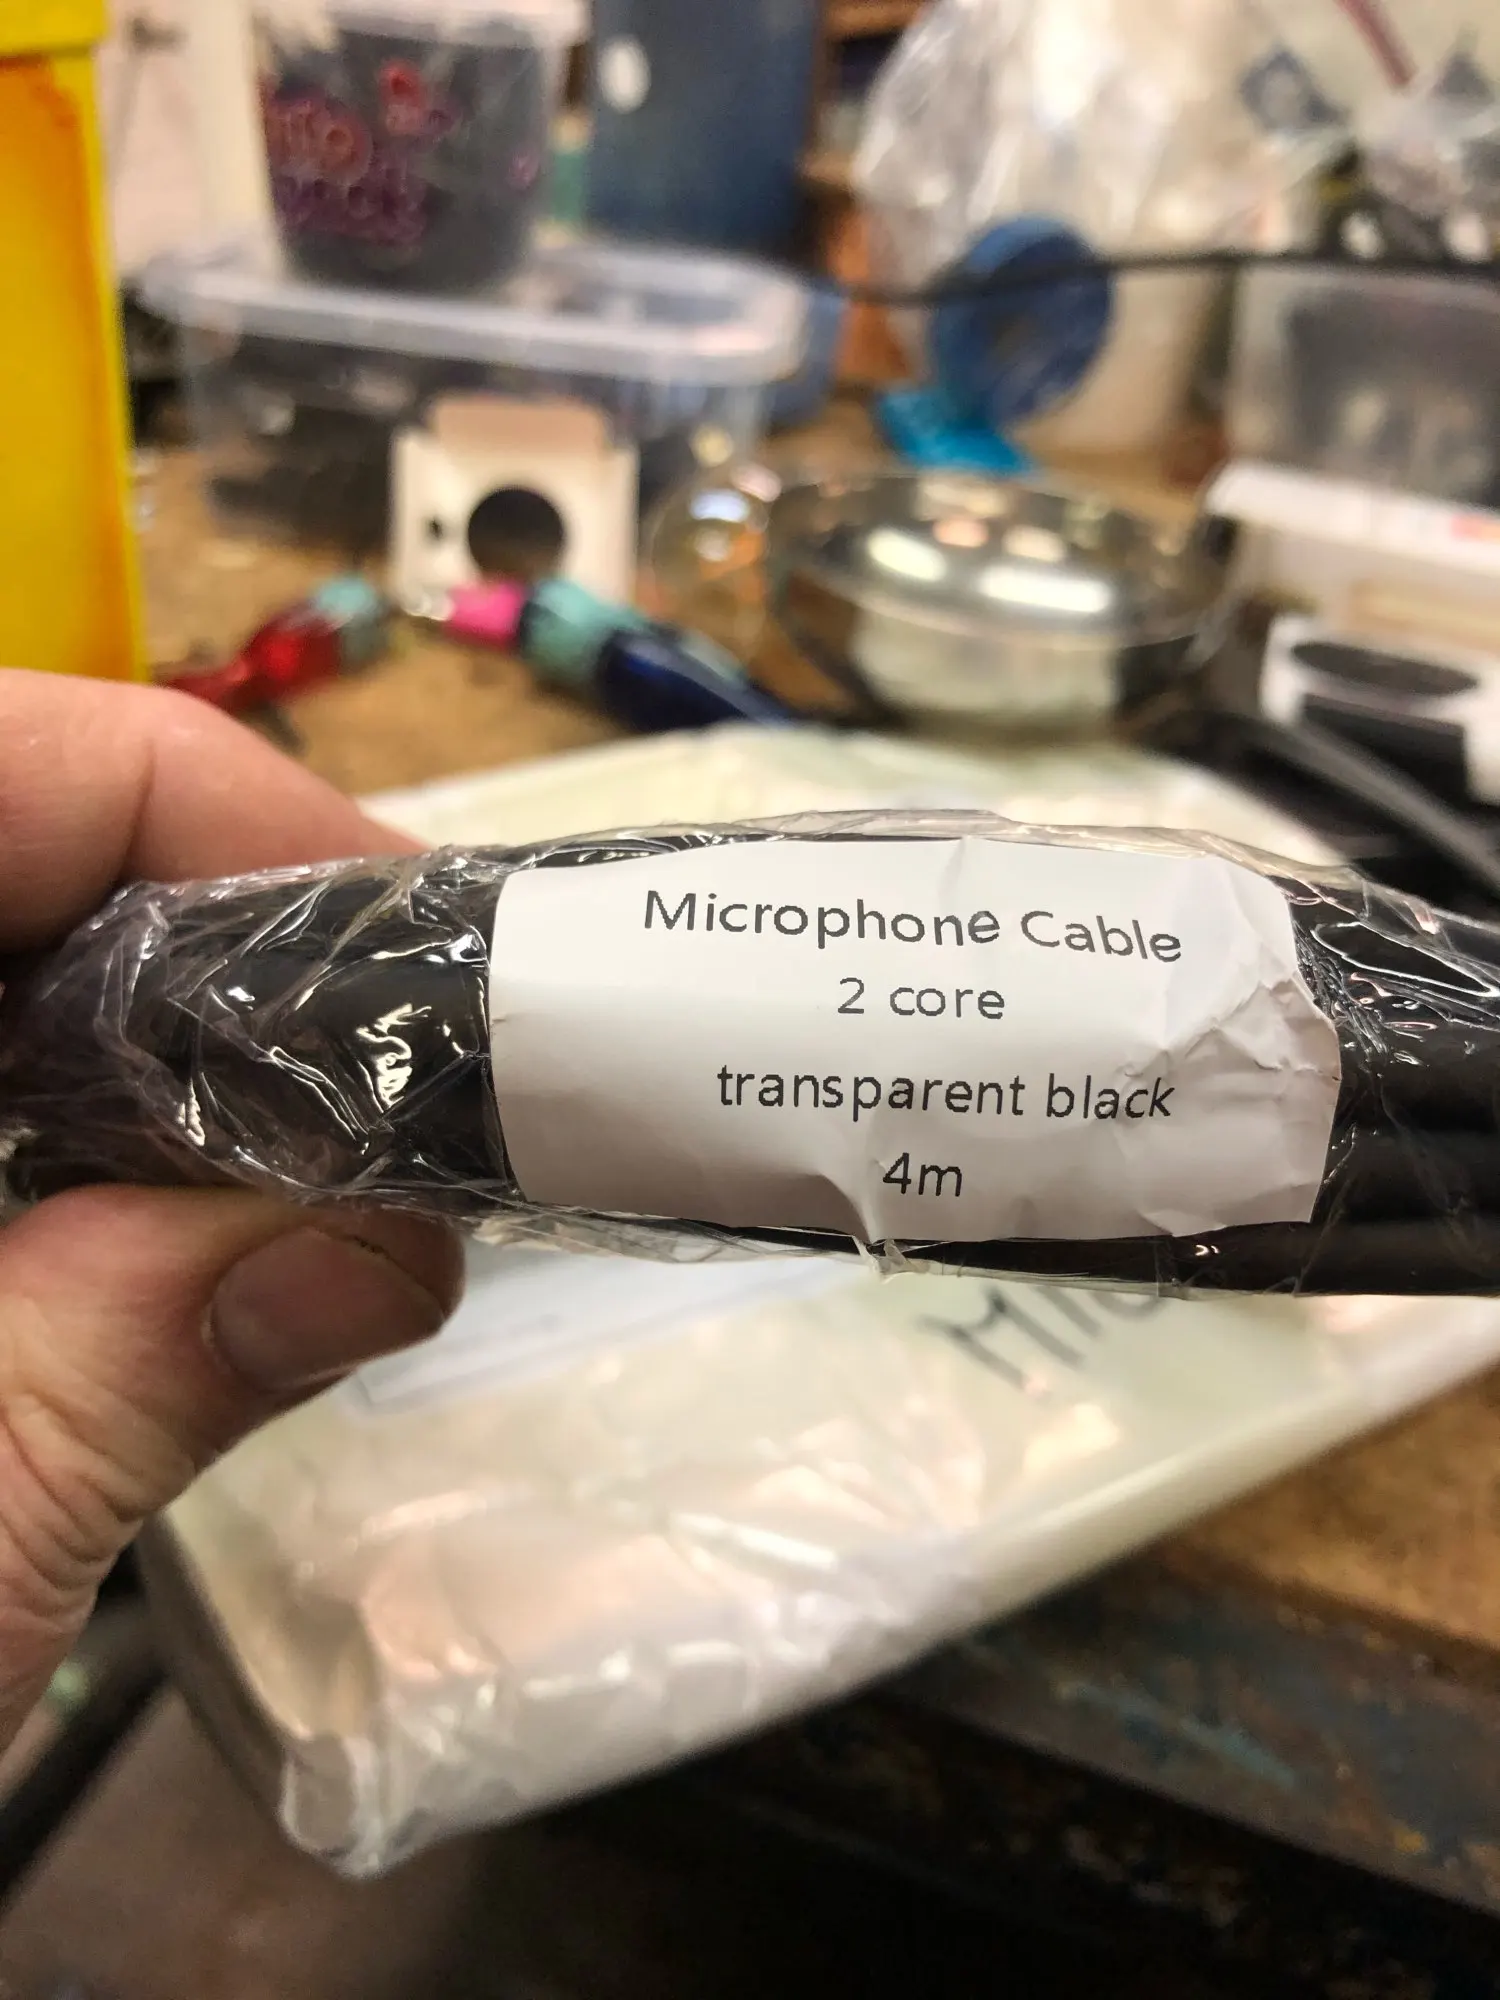 Microphone Cable
2 core
transparent black
4m